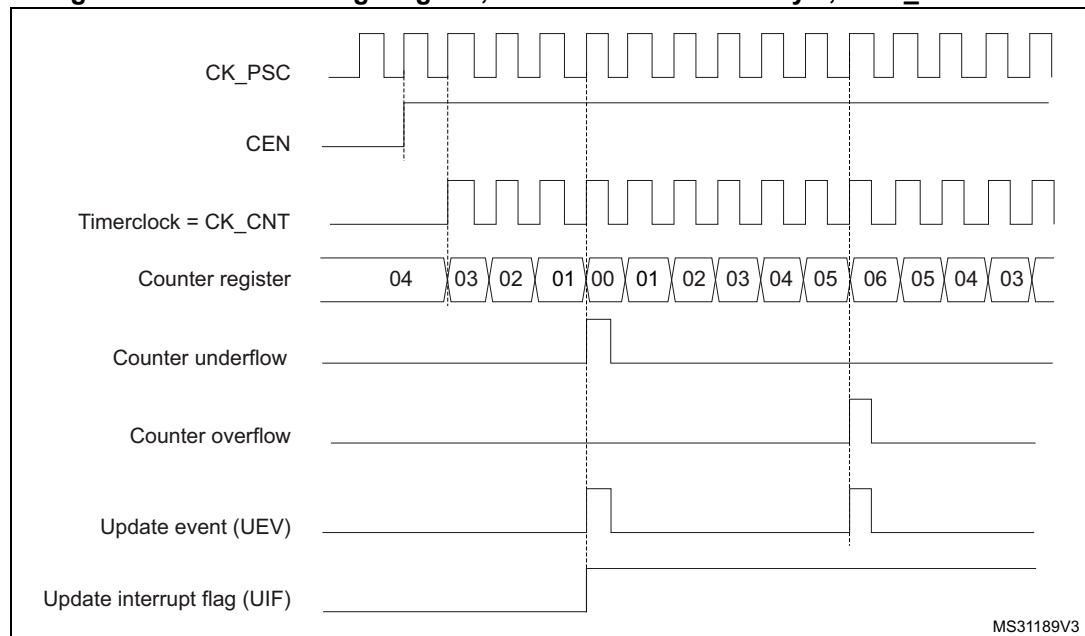 CK_PSC
CEN
Timerclock = CK_CNT
Counter register 04 03 02 01 00 01 02 03 04 05 06 05 04 03
Counter underflow
Counter overflow
Update event (UEV)
Update interrupt flag (UIF)
MS31189V3